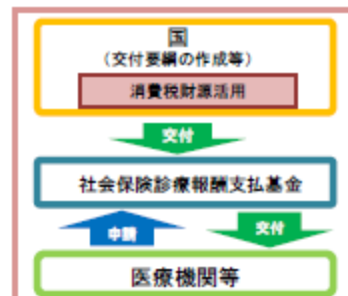 国
（交付要綱の作成等）
消費税財源活用
交付
社会保険診療報酬支払基金
申請
交付
医療機関等